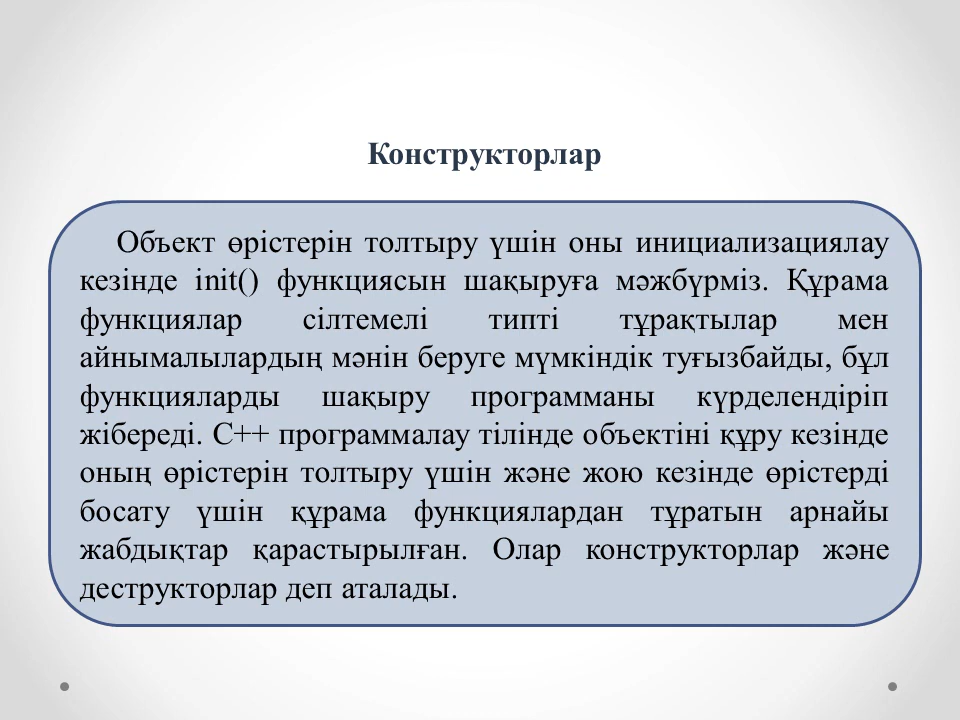 Конструкторлар
Объект өрістерін толтыру үшін оны инициализациялау
кезінде init() функциясын шақыруға мәжбүрміз. Құрама
функциялар сілтемелі типті тұрақтылар мен
айнымалылардың мәнін беруге мүмкіндік туғызбайды, бұл
функцияларды шақыру программаны күрделендіріп
жібереді. С++ программалау тілінде объектіні құру кезінде
оның өрістерін толтыру үшін және жою кезінде өрістерді
босату үшін құрама функциялардан тұратын арнайы
жабдықтар қарастырылған. Олар конструкторлар және
деструкторлар деп аталады.